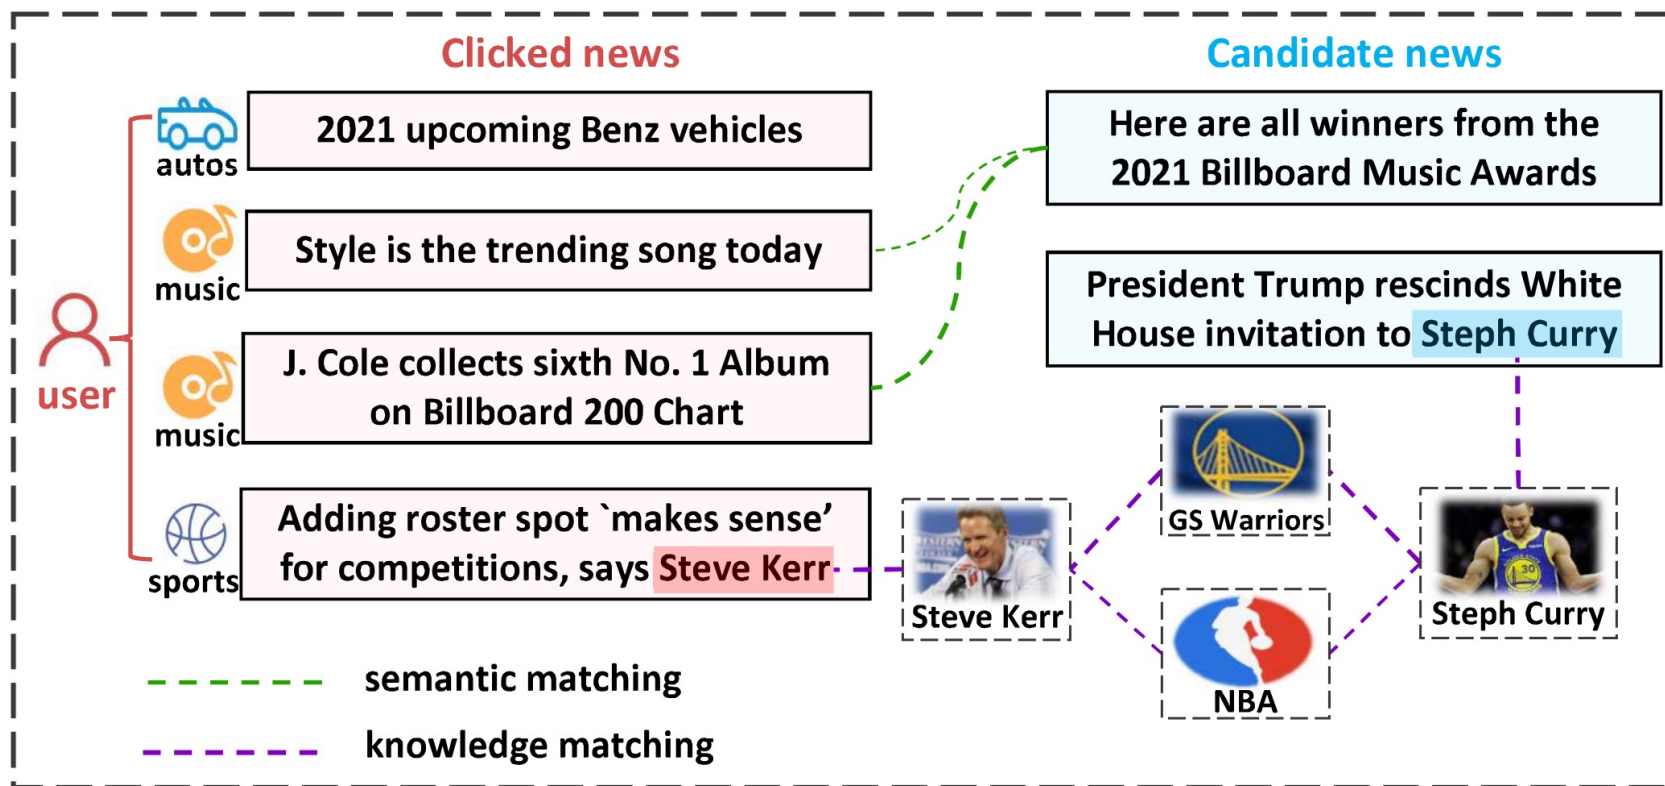 Clicked news
Candidate news
autos
2021 upcoming Benz vehicles
music
Style is the trending song today
user
music
J. Cole collects sixth No. 1 Album
on Billboard 200 Chart
sports
Adding roster spot `makes sense’
for competitions, says Steve Kerr
Here are all winners from the
2021 Billboard Music Awards
President Trump rescinds White
House invitation to Steph Curry
Steve Kerr
GS Warriors
NBA
30
Steph Curry
semantic matching
knowledge matching